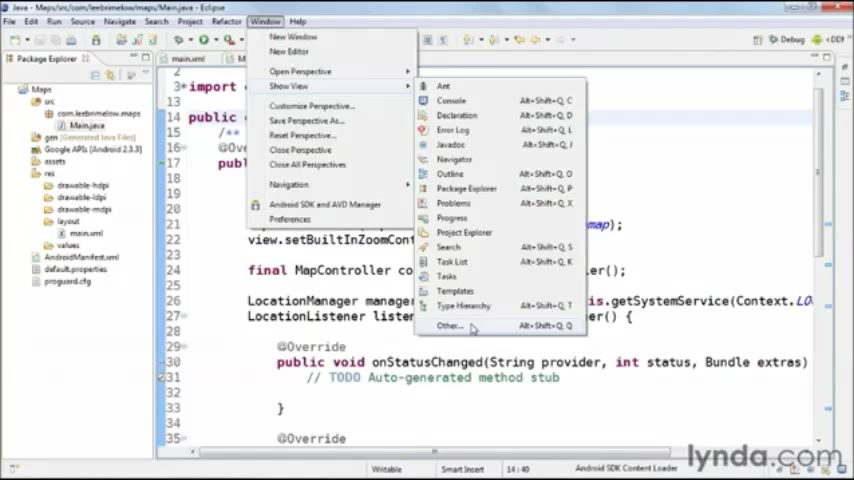 Java - Maps/src/com/leebrimelow/maps/Main.java - Eclipse
File Edit Run Source Navigate Search Project Refactor Window Help
Debug
Package Explorer
main.xml
New Window
New Editor
Open Perspective
Show View
Customize Perspective...
Save Perspective As...
Reset Perspective...
Close Perspective
Close All Perspectives
Navigation
Android SDK and AVD Manager
Preferences
Ant
Console Alt+Shift+Q, C
Declaration Alt+Shift+Q, D
Error Log Alt+Shift+Q, L
Javadoc Alt+Shift+Q, J
Navigator
Outline Alt+Shift+Q, O
Package Explorer Alt+Shift+Q, P
Problems Alt+Shift+Q, X
Progress
Project Explorer
Search Alt+Shift+Q, S
Task List Alt+Shift+Q, K
Tasks
Templates
Type Hierarchy Alt+Shift+Q, T
Other... Alt+Shift+Q, Q
Maps
src
com.leebrimelow.maps
Main.java
gen [Generated Java Files]
Google APIs [Android 2.3.3]
assets
res
drawable-hdpi
drawable-ldpi
drawable-mdpi
layout
main.xml
values
AndroidManifest.xml
default.properties
proguard.cfg
2
3 import
13
14 public
15 /**
16
17
18
19
20
21 map);
22 view.setBuiltInZoomCont
23
24 final MapController co ler();
25
26 LocationManager manager is.getSystemService(Context.LO
27 LocationListener listen () {
28
29 @Override
30 public void onStatusChanged(String provider, int status, Bundle extras)
31 // TODO Auto-generated method stub
32
33 }
34
35 @Override
Writable Smart Insert 14 : 40 Android SDK Content Loader
lynda.com